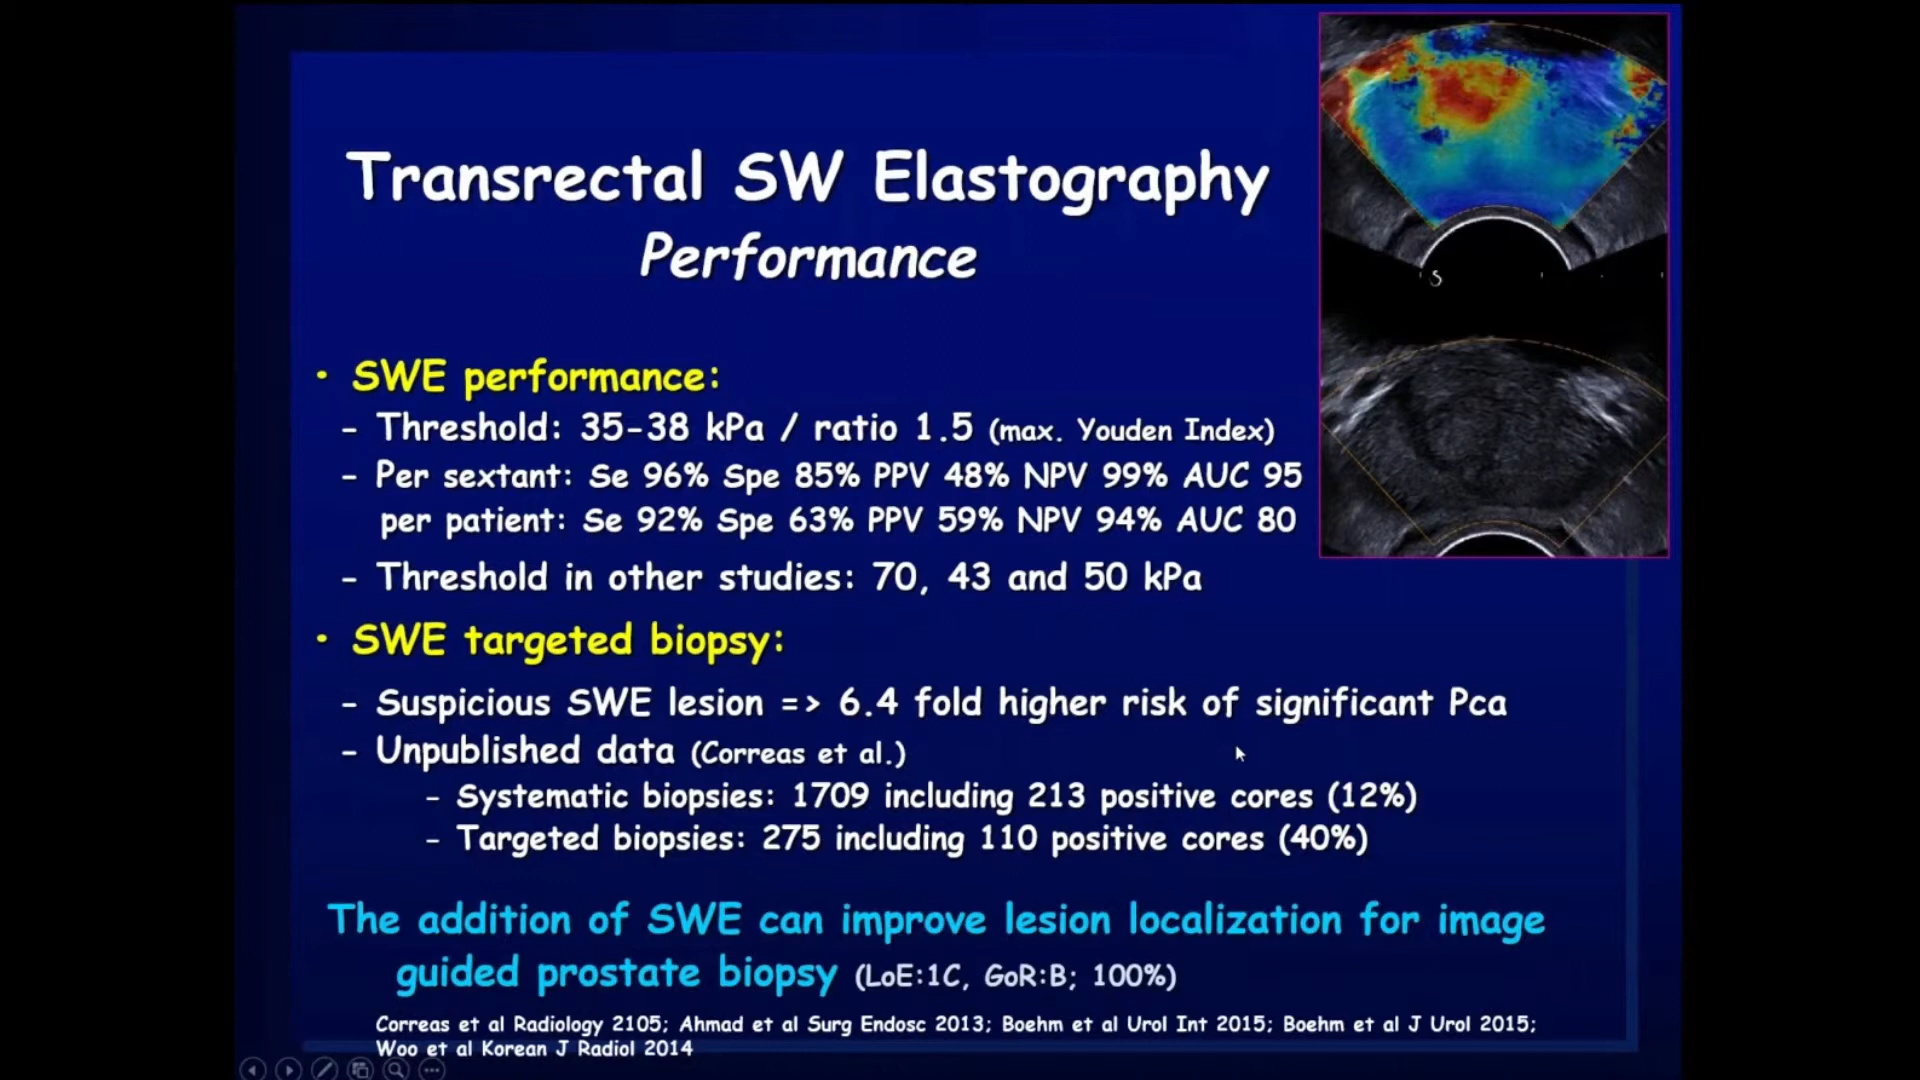 Transrectal SW Elastography
Performance
• SWE performance:
- Threshold: 35-38 kPa / ratio 1.5 (max. Youden Index)
- Per sextant: Se 96% Spe 85% PPV 48% NPV 99% AUC 95
per patient: Se 92% Spe 63% PPV 59% NPV 94% AUC 80
- Threshold in other studies: 70, 43 and 50 kPa
• SWE targeted biopsy:
- Suspicious SWE lesion => 6.4 fold higher risk of significant Pca
- Unpublished data (Correas et al.)
- Systematic biopsies: 1709 including 213 positive cores (12%)
- Targeted biopsies: 275 including 110 positive cores (40%)
The addition of SWE can improve lesion localization for image
guided prostate biopsy (LoE:1C, GoR:B; 100%)
Correas et al Radiology 2105; Ahmad et al Surg Endosc 2013; Boehm et al Urol Int 2015; Boehm et al J Urol 2015;
Woo et al Korean J Radiol 2014